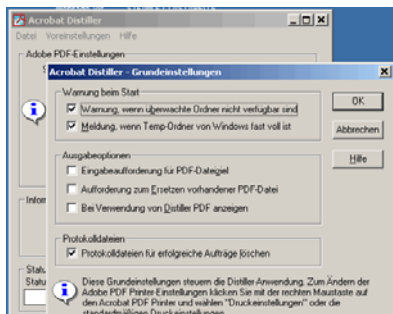 Acrobat Distiller
Datei Voreinstellungen Hilfe
Adobe PDF-Einstellungen
Acrobat Distiller - Grundeinstellungen
Warnung beim Start
Warnung, wenn überwachte Ordner nicht verfügbar sind
Meldung, wenn Temp-Ordner von Windows fast voll ist
OK
Abbrechen
Hilfe
Ausgabeoptionen
Eingabeaufforderung für PDF-Dateiziel
Aufforderung zum Ersetzen vorhandener PDF-Datei
Bei Verwendung von Distiller PDF anzeigen
Protokolldateien
Protokolldateien für erfolgreiche Aufträge löschen
Diese Grundeinstellungen steuern die Distiller Anwendung. Zum Ändern der
Adobe PDF Printer-Einstellungen klicken Sie mit der rechten Maustaste auf
den Acrobat PDF Printer und wählen "Druckeinstellungen" oder die
standardmäßigen Druckeinstellungen